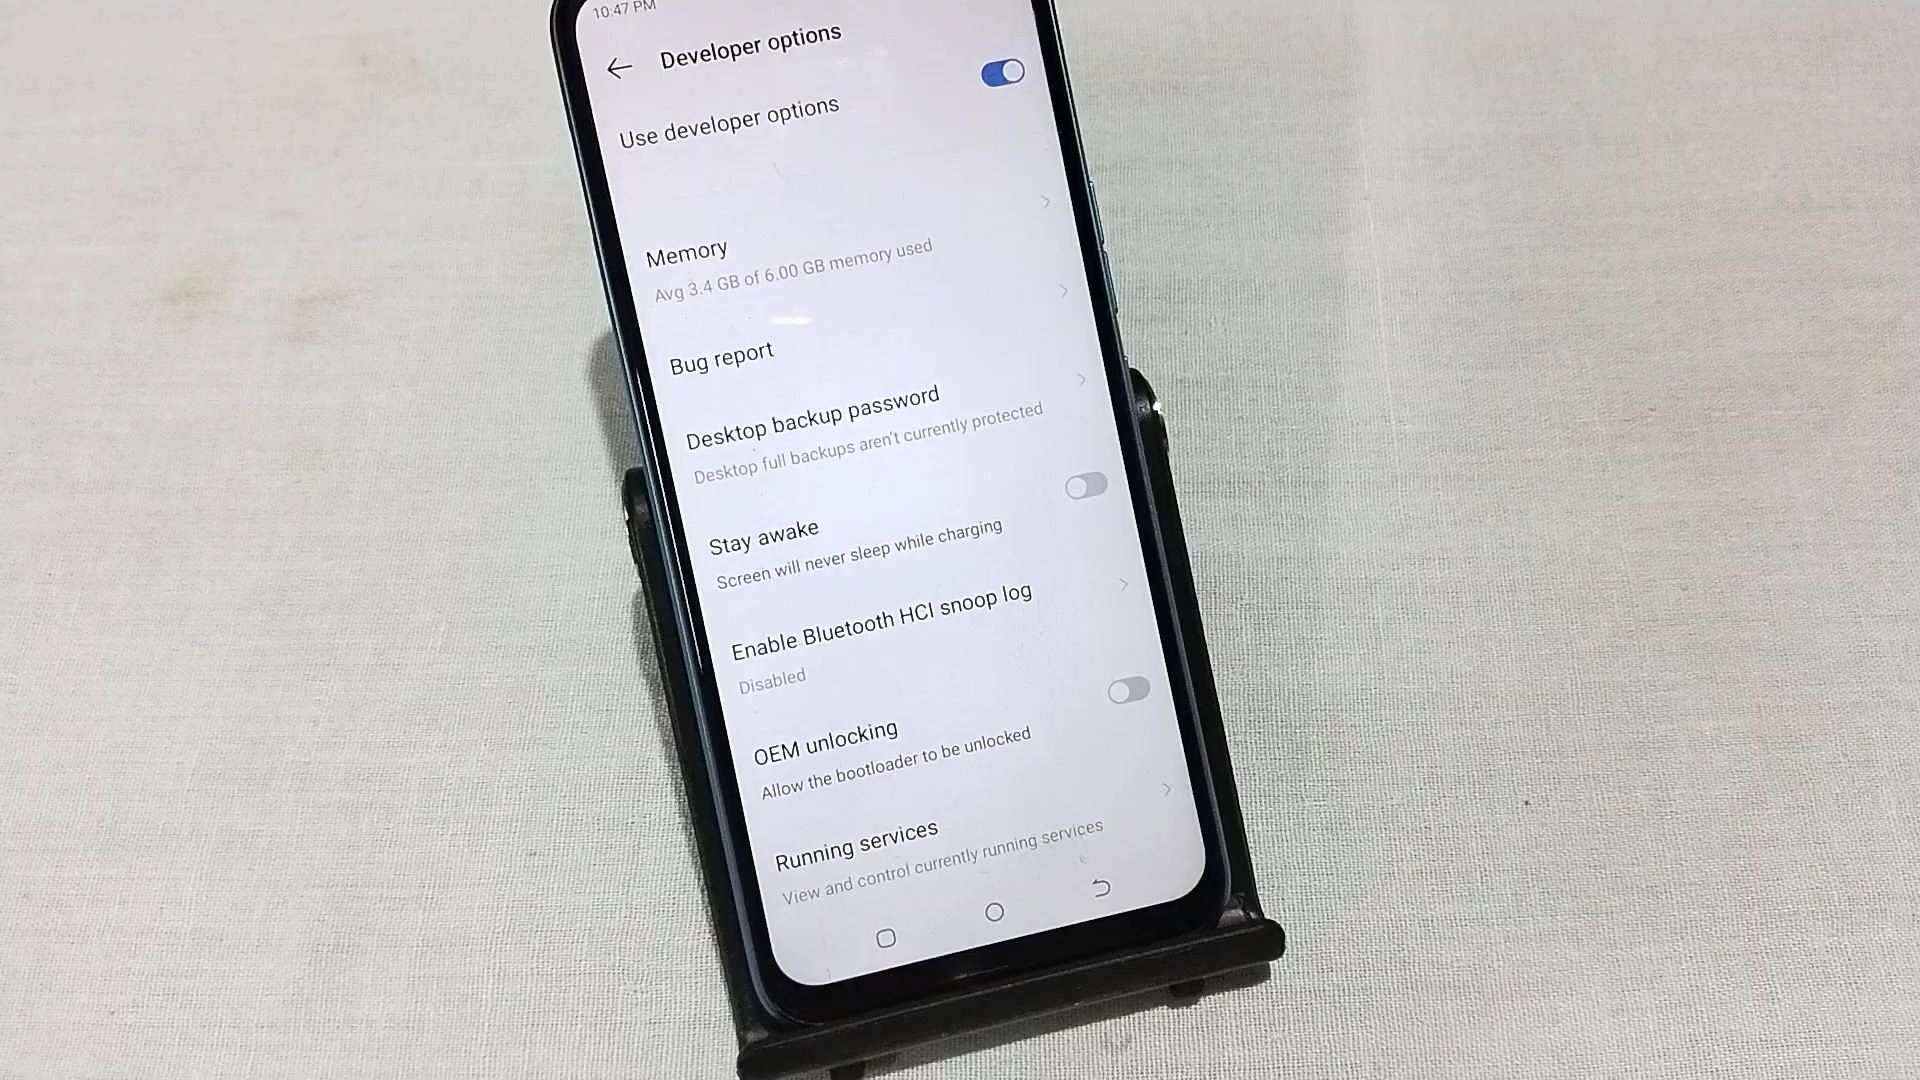 10:47 PM
Developer options
Use developer options
Memory
Avg 3.4 GB of 6.00 GB memory used
Bug report
Desktop backup password
Desktop full backups aren't currently protected
Stay awake
Screen will never sleep while charging
Enable Bluetooth HCI snoop log
Disabled
OEM unlocking
Allow the bootloader to be unlocked
Running services
View and control currently running services